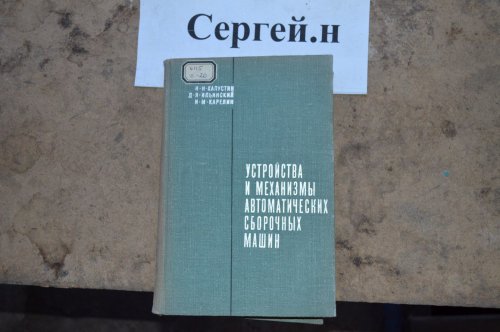 Сергей.н
Н·Н·КАПУСТИН
Д·Я·ИЛЬИНСКИЙ
Н·М·КАРЕЛИН
УСТРОЙСТВА
И МЕХАНИЗМЫ
АВТОМАТИЧЕСКИХ
СБОРОЧНЫХ
МАШИН